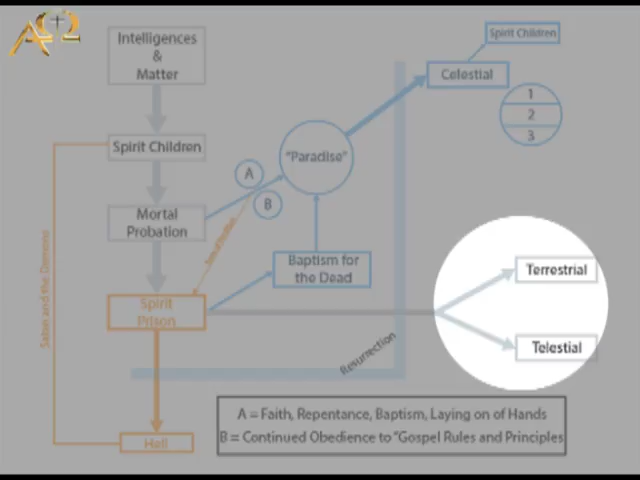 AΩ
Intelligences
&
Matter
Spirit Children
Spirit Children
Celestial
1
2
3
"Paradise"
A
B
Mortal
Probation
Baptism for
the Dead
Satan and the Demons
Terrestrial
Spirit
Prison
Telestial
Resurrection
A = Faith, Repentance, Baptism, Laying on of Hands
B = Continued Obedience to "Gospel Rules and Principles
Hell